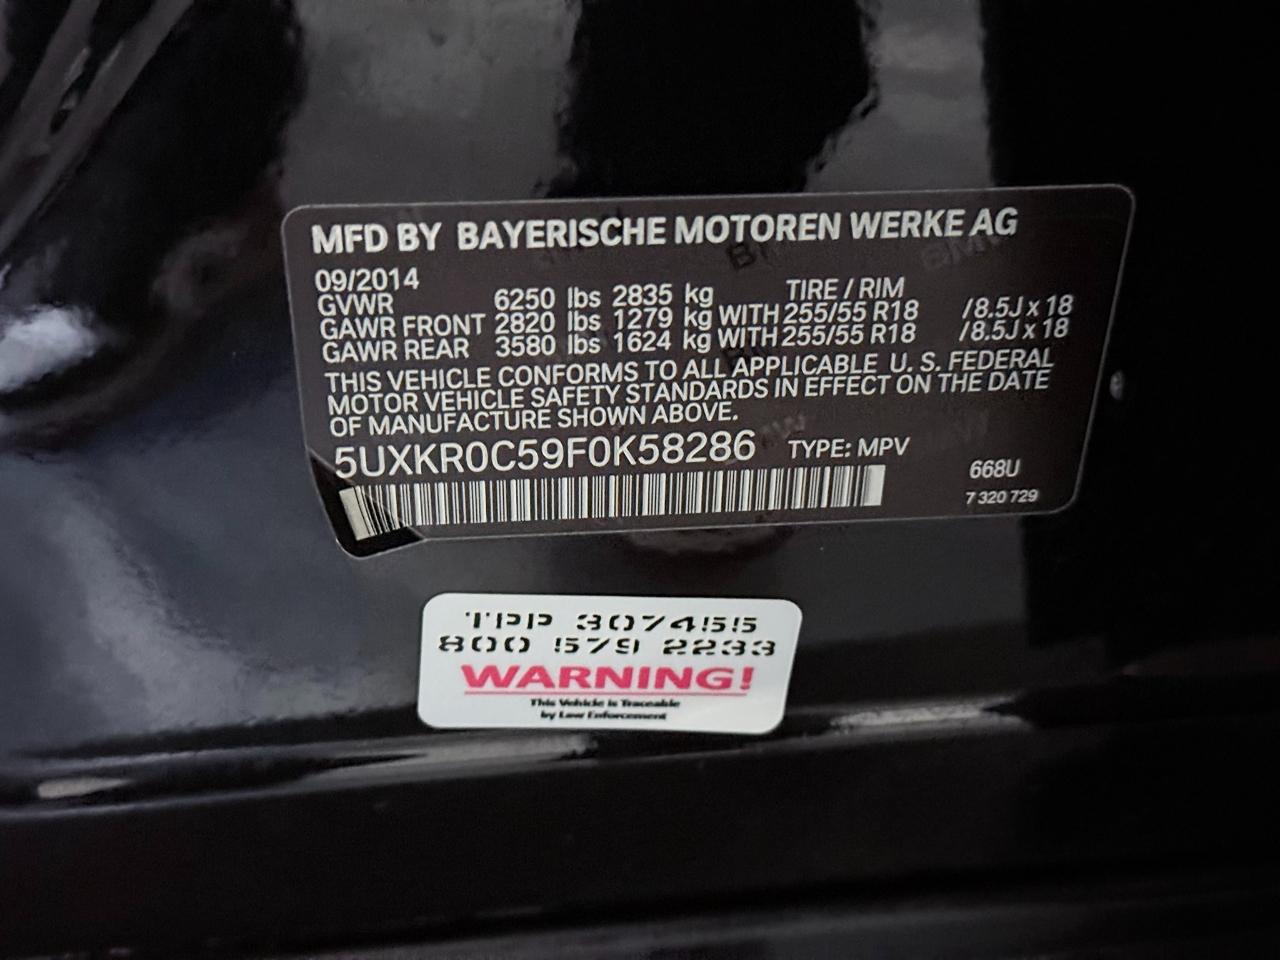 MFD BY BAYERISCHE MOTOREN WERKE AG
09/2014 TIRE / RIM
GVWR 6250 lbs 2835 kg
GAWR FRONT 2820 lbs 1279 kg WITH 255/55 R18 /8.5J x 18
GAWR REAR 3580 lbs 1624 kg WITH 255/55 R18 /8.5J x 18
THIS VEHICLE CONFORMS TO ALL APPLICABLE U. S. FEDERAL
MOTOR VEHICLE SAFETY STANDARDS IN EFFECT ON THE DATE
OF MANUFACTURE SHOWN ABOVE.
5UXKR0C59F0K58286 TYPE: MPV
668U
7 320 729
TPP 307455
800 579 2233
WARNING!
This Vehicle is Traceable
by Law Enforcement